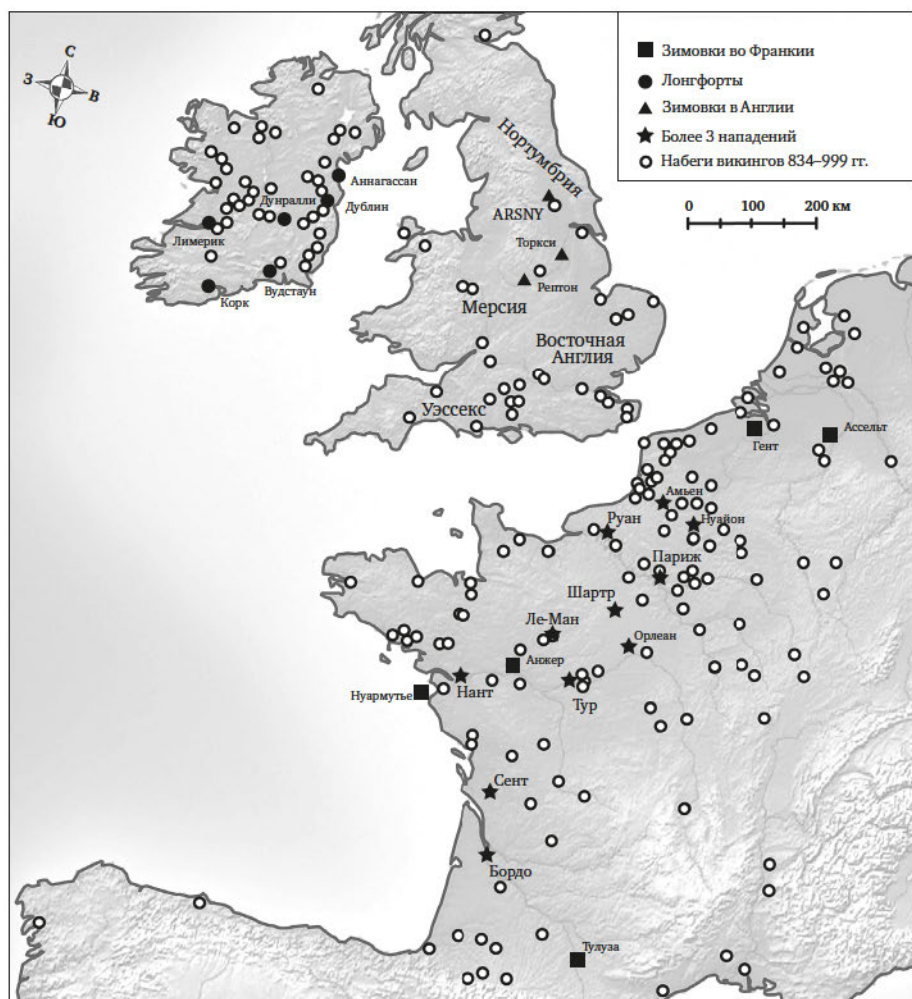 С
З
В
Ю
Зимовки во Франкии
Лонгфорты
Зимовки в Англии
Более 3 нападений
Набеги викингов 834–999 гг.
0 100 200 КМ
Нортумбрия
ARSNY
Аннагассан
Дунралли
Дублин
Лимерик
Торкси
Рептон
Вудстаун
Корк
Мерсия
Восточная
Англия
Уэссекс
Гент
Ассельт
Амьен
Руан
Нуайон
Париж
Шартр
Ле-Ман
Орлеан
Анжер
Нуармутье
Нант
Тур
Сент
Бордо
Тулуза